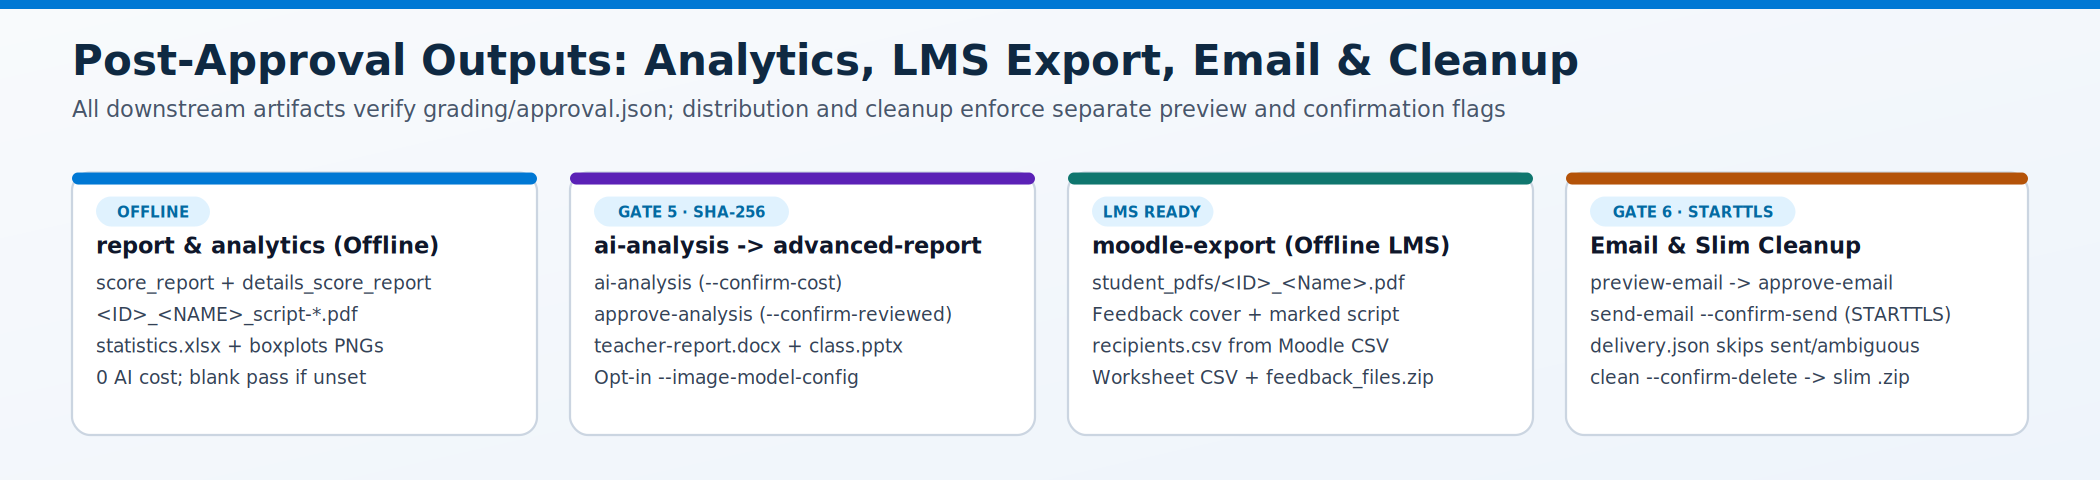 Post-Approval Outputs: Analytics, LMS Export, Email & Cleanup
All downstream artifacts verify grading/approval.json; distribution and cleanup enforce separate preview and confirmation flags
OFFLINE
report & analytics (Offline)
score_report + details_score_report
<ID>_<NAME>_script-*.pdf
statistics.xlsx + boxplots PNGs
0 AI cost; blank pass if unset
GATE 5 · SHA-256
ai-analysis -> advanced-report
ai-analysis (--confirm-cost)
approve-analysis (--confirm-reviewed)
teacher-report.docx + class.pptx
Opt-in --image-model-config
LMS READY
moodle-export (Offline LMS)
student_pdfs/<ID>_<Name>.pdf
Feedback cover + marked script
recipients.csv from Moodle CSV
Worksheet CSV + feedback_files.zip
GATE 6 · STARTTLS
Email & Slim Cleanup
preview-email -> approve-email
send-email --confirm-send (STARTTLS)
delivery.json skips sent/ambiguous
clean --confirm-delete -> slim .zip